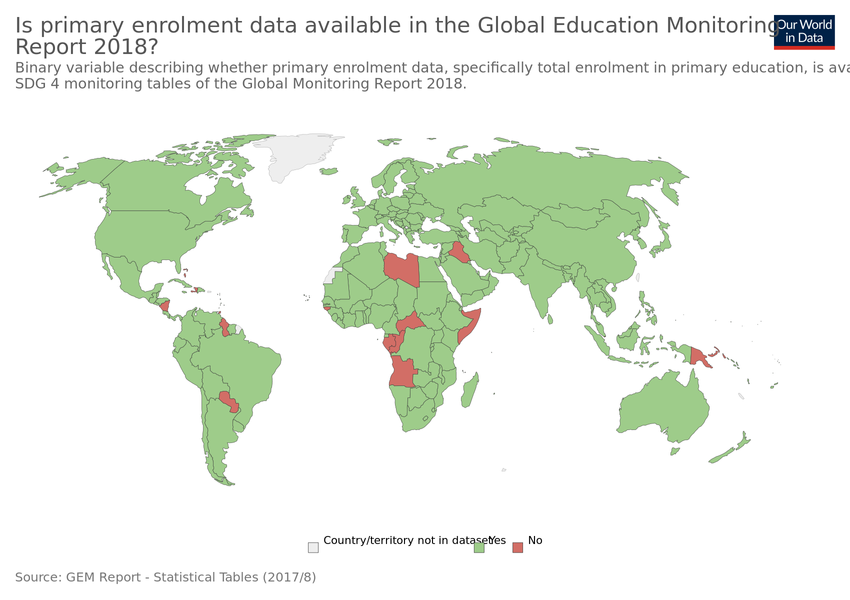 Is primary enrolment data available in the Global Education Monitoring
Report 2018?
Our World
in Data
Binary variable describing whether primary enrolment data, specifically total enrolment in primary education, is ava
SDG 4 monitoring tables of the Global Monitoring Report 2018.
Country/territory not in dataset
Yes
No
Source: GEM Report - Statistical Tables (2017/8)